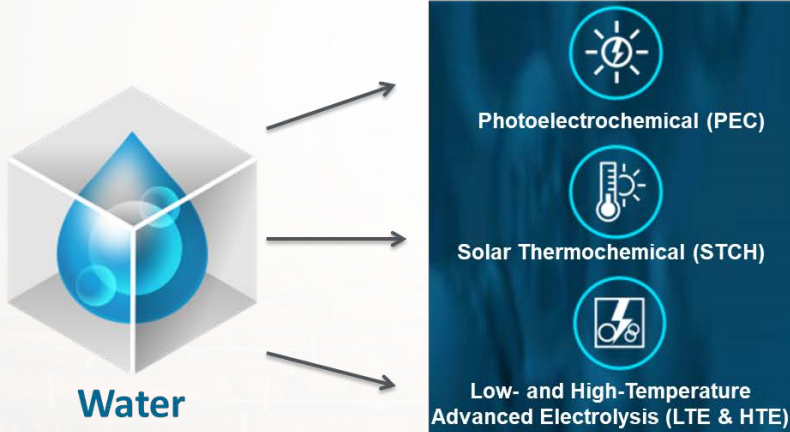 Photoelectrochemical (PEC)
Solar Thermochemical (STCH)
Low- and High-Temperature
Advanced Electrolysis (LTE & HTE)
Water